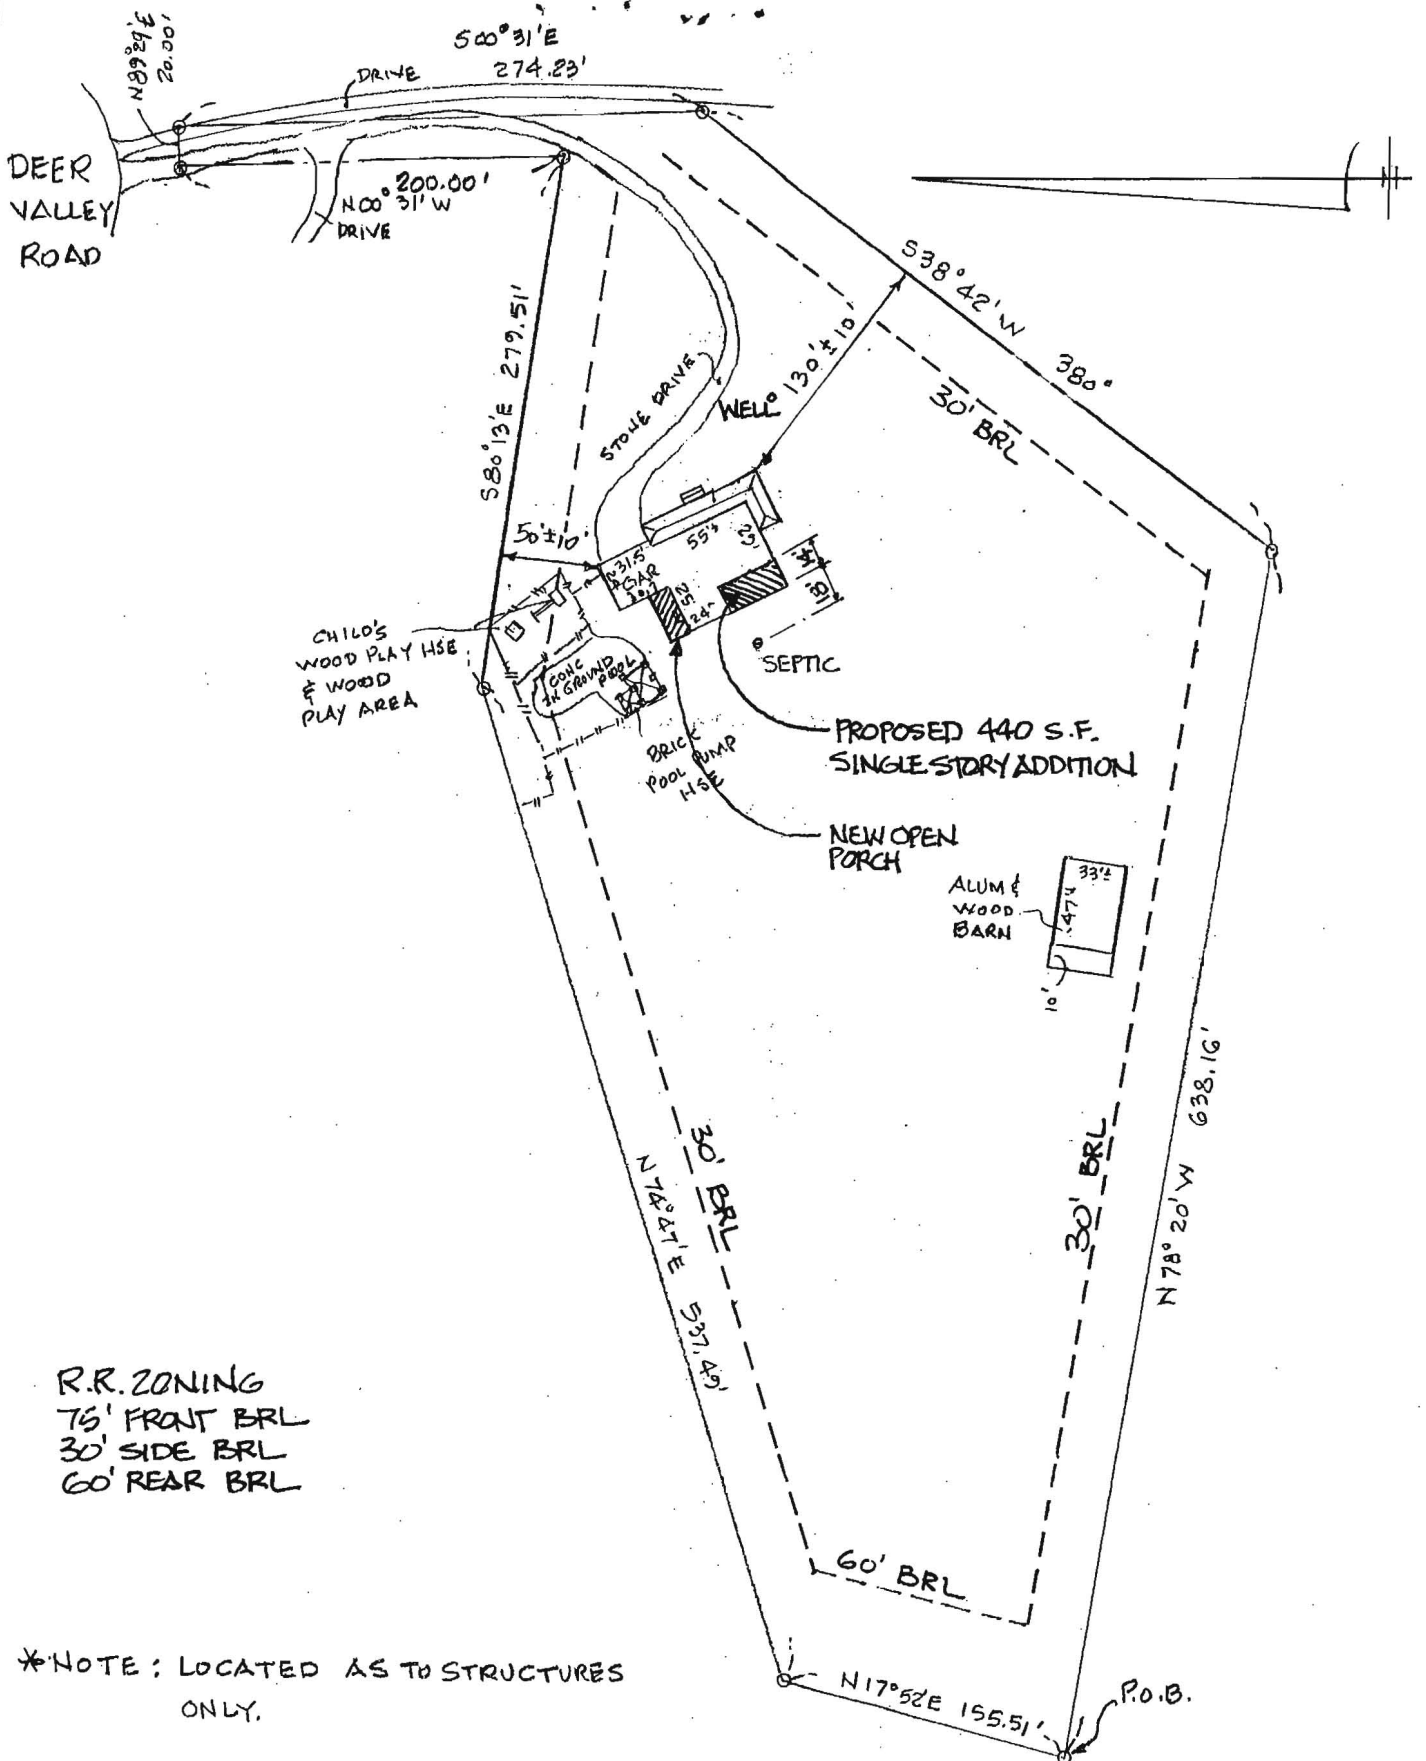 N89°29'E
20.00'
S00°31'E
274.23'
DRIVE
DEER
VALLEY
ROAD
200.00'
N00°31'W
DRIVE
S38°42'W 380°
S80°13'E 279.51'
STONE DRIVE
WELL
130'±10'
30' BRL
50'±10'
55'±
25'
31.5'
GAR
24'
14'
18'
SEPTIC
CHILD'S
WOOD PLAY HSE
& WOOD
PLAY AREA
CONC
IN GROUND
POOL
BRICK
POOL PUMP
HSE
PROPOSED 440 S.F.
SINGLE STORY ADDITION
NEW OPEN
PORCH
ALUM &
WOOD
BARN
33'±
47'±
10'
N78°20'W 638.16'
30' BRL
30' BRL
N74°47'E 537.49'
R.R. ZONING
75' FRONT BRL
30' SIDE BRL
60' REAR BRL
60' BRL
*NOTE: LOCATED AS TO STRUCTURES
ONLY.
N17°52'E 155.51'
P.O.B.